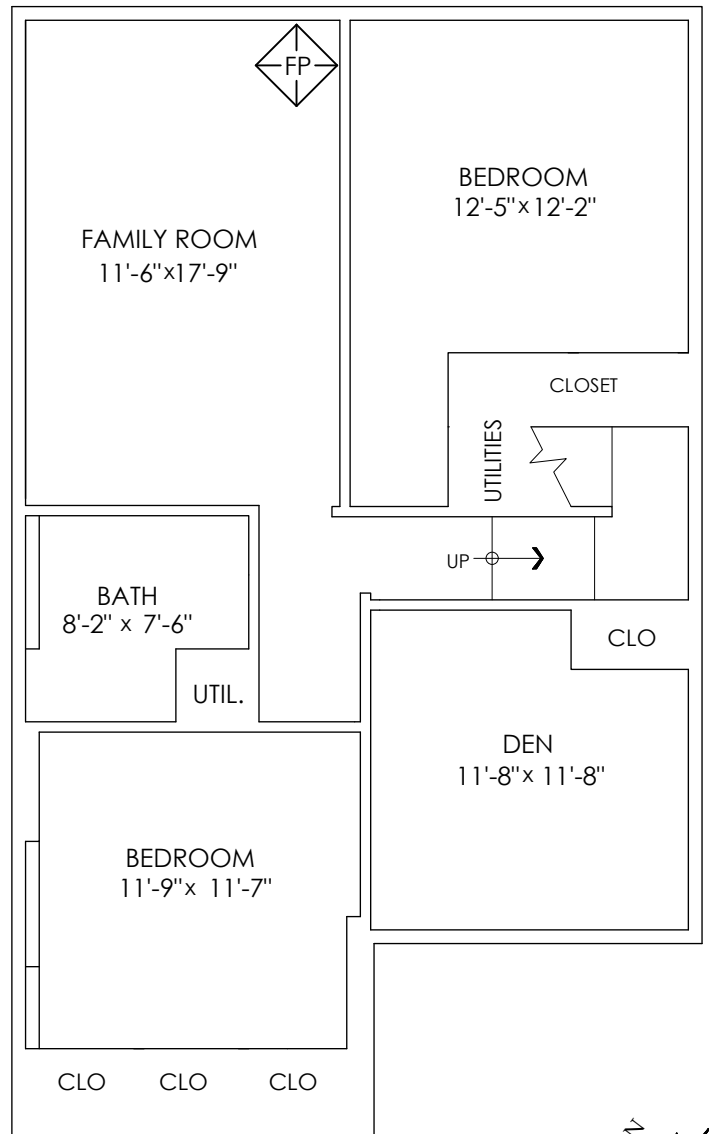 FP
BEDROOM
12'-5"x 12'-2"
FAMILY ROOM
11'-6"x17'-9"
CLOSET
UTILITIES
UP
BATH
8'-2" x 7'-6"
CLO
UTIL.
DEN
11'-8"x 11'-8"
BEDROOM
11'-9"x 11'-7"
CLO CLO CLO
N